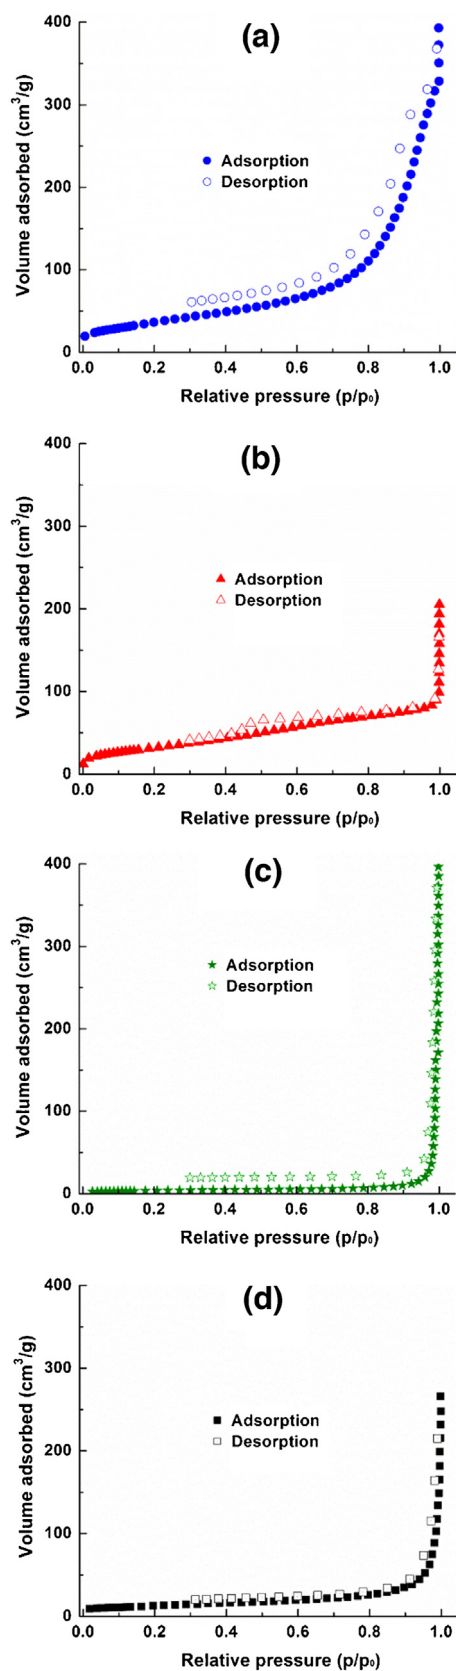 (a)
400
300
200
100
0
Volume adsorbed (cm³/g)
Adsorption
Desorption
0.0 0.2 0.4 0.6 0.8 1.0
Relative pressure (p/p₀)
(b)
400
300
200
100
0
Volume adsorbed (cm³/g)
Adsorption
Desorption
0.0 0.2 0.4 0.6 0.8 1.0
Relative pressure (p/p₀)
(c)
400
300
200
100
0
Volume adsorbed (cm³/g)
Adsorption
Desorption
0.0 0.2 0.4 0.6 0.8 1.0
Relative pressure (p/p₀)
(d)
400
300
200
100
0
Volume adsorbed (cm³/g)
Adsorption
Desorption
0.0 0.2 0.4 0.6 0.8 1.0
Relative pressure (p/p₀)